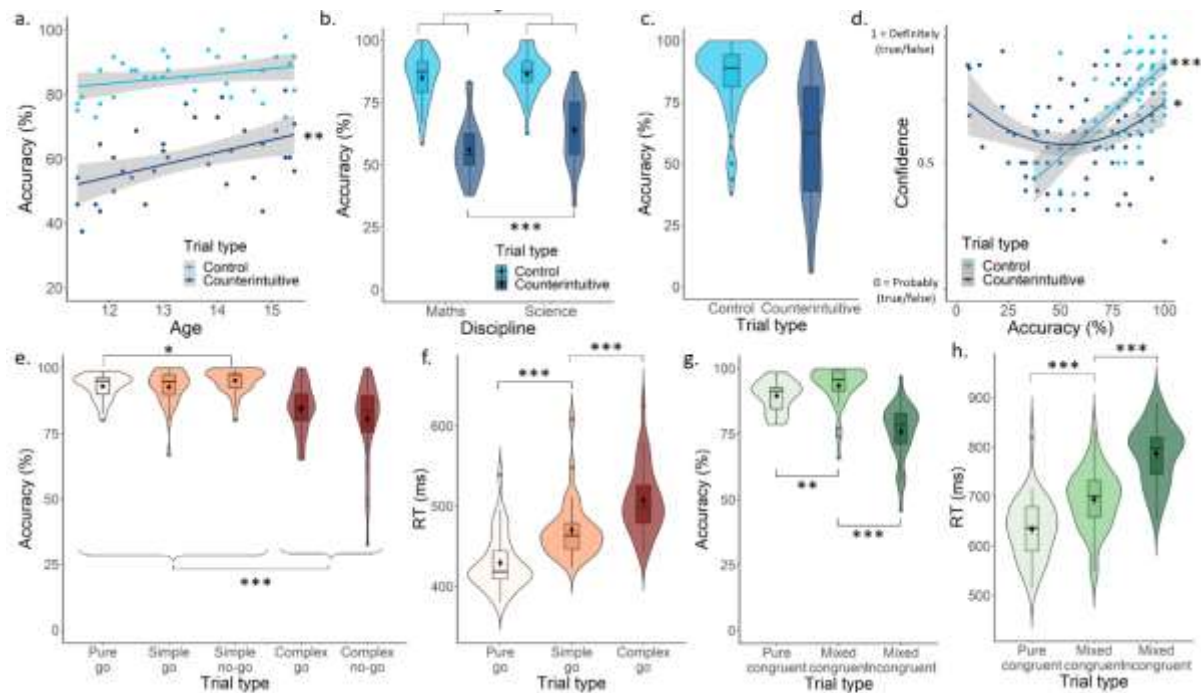 a.
100
80
60
40
20
Accuracy (%)
**
Trial type
Control
Counterintuitive
12
13
14
15
Age
b.
100
75
50
25
0
Accuracy (%)
***
Trial type
Control
Counterintuitive
Maths
Science
Discipline
c.
100
75
50
25
0
Accuracy (%)
Control
Counterintuitive
Trial type
d.
1 = Definitely
(true/false)
0.5
0 = Probably
(true/false)
Confidence
***
*
Trial type
Control
Counterintuitive
0
25
50
75
100
Accuracy (%)
e.
100
75
50
25
0
Accuracy (%)
*
***
Pure
go
Simple
go
Simple
no-go
Complex
go
Complex
no-go
Trial type
f.
600
500
400
RT (ms)
***
***
Pure
go
Simple
go
Complex
go
Trial type
g.
100
75
50
25
0
Accuracy (%)
**
***
Pure
congruent
Mixed
congruent
Mixed
Incongruent
Trial type
h.
900
800
700
600
500
RT (ms)
***
***
Pure
congruent
Mixed
congruent
Mixed
Incongruent
Trial type